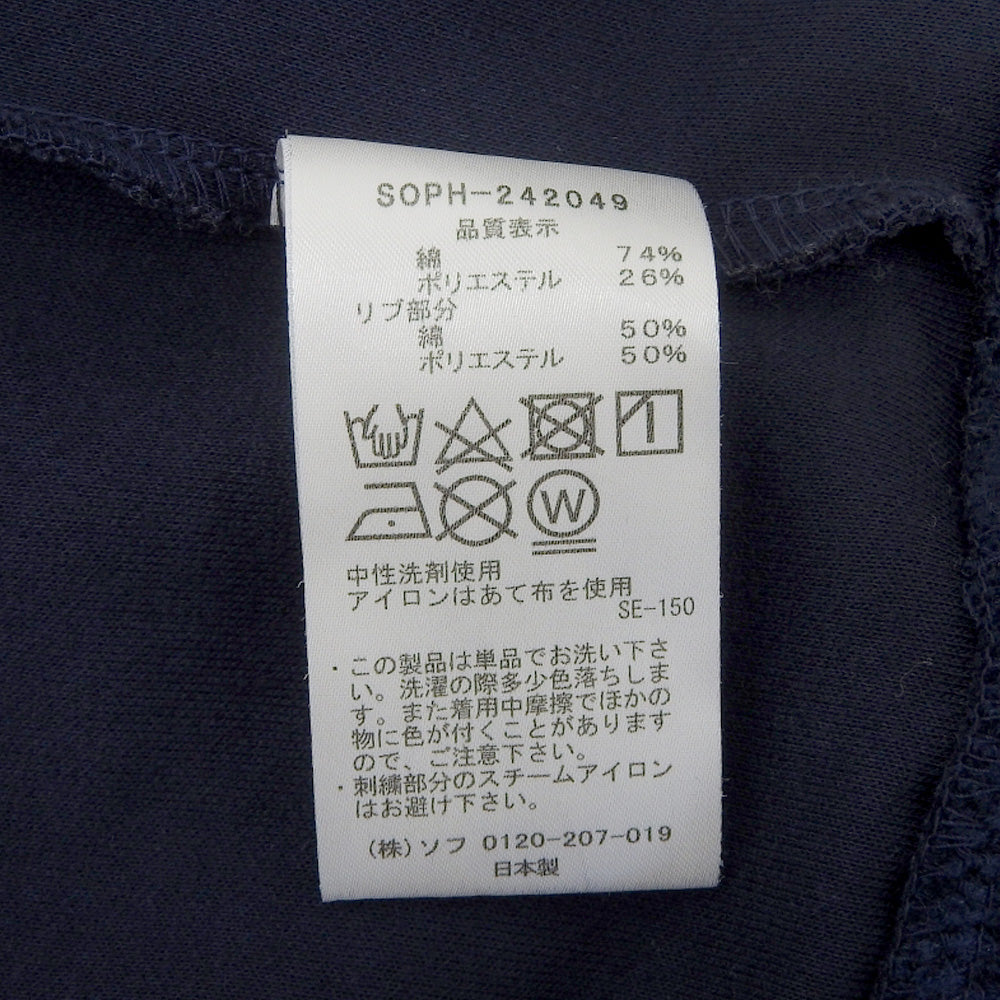 SOPH-242049
品質表示
綿 74%
ポリエステル 26%
リブ部分
綿 50%
ポリエステル 50%
W
中性洗剤使用
アイロンはあて布を使用
SE-150
・この製品は単品でお洗い下さ
い。洗濯の際多少色落ちしま
す。また着用中摩擦でほかの
物に色が付くことがあります
ので、ご注意下さい。
・刺繍部分のスチームアイロン
はお避け下さい。
(株)ソフ 0120-207-019
日本製